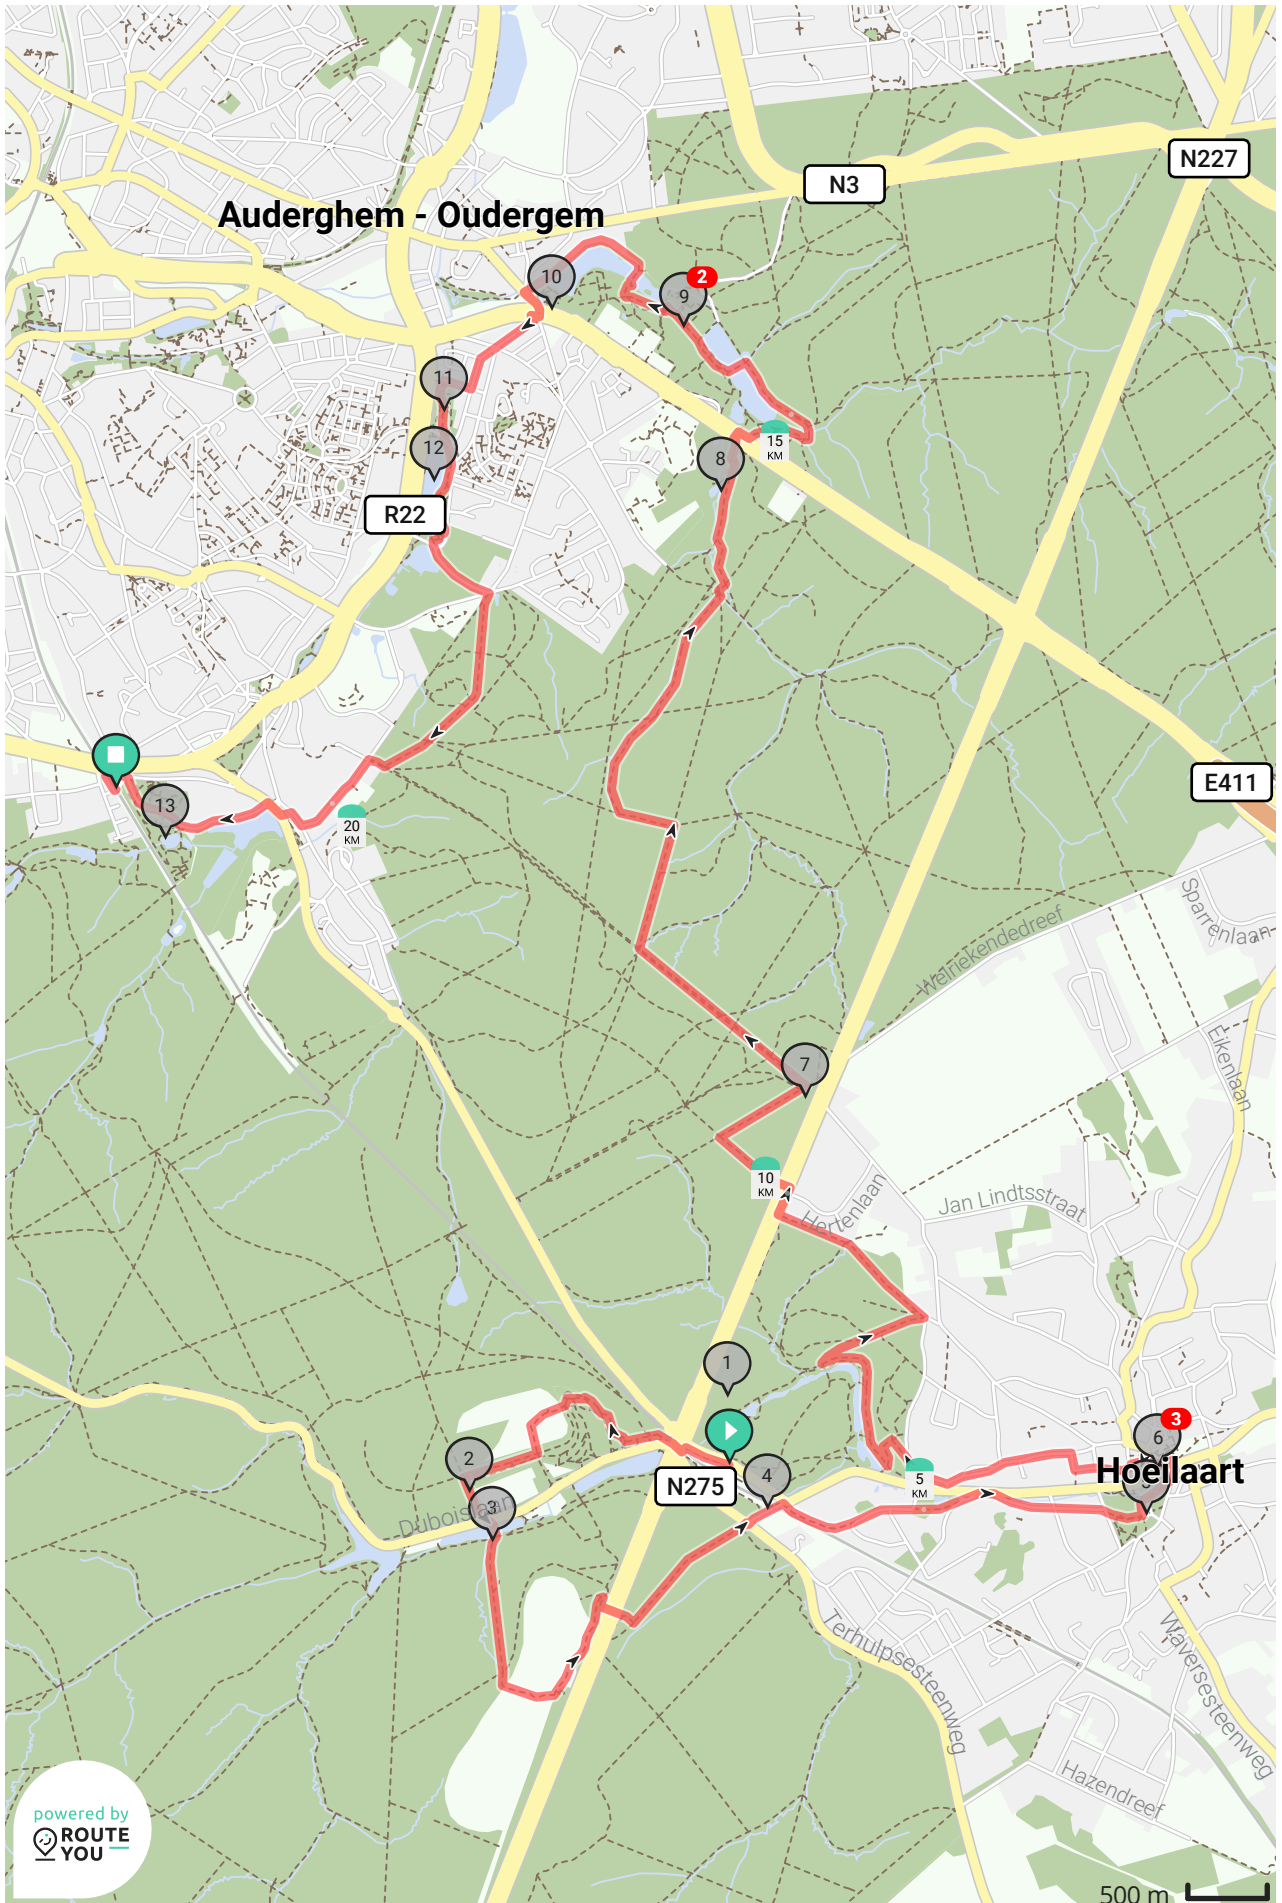 N227
N3
Auderghem - Oudergem
2
10
9
11
12
15
KM
8
R22
E411
13
20
KM
Sparrenlaan
Welriekendedreef
Eikenlaan
7
10
KM
Jan Lindtsstraat
Hertenlaan
1
3
6
2
4
5
KM
Hoeilaart
N275
5
3
Duboislaan
Terhulpsesteenweg
Waversesteenweg
Hazendreef
powered by
ROUTE
YOU
500 m